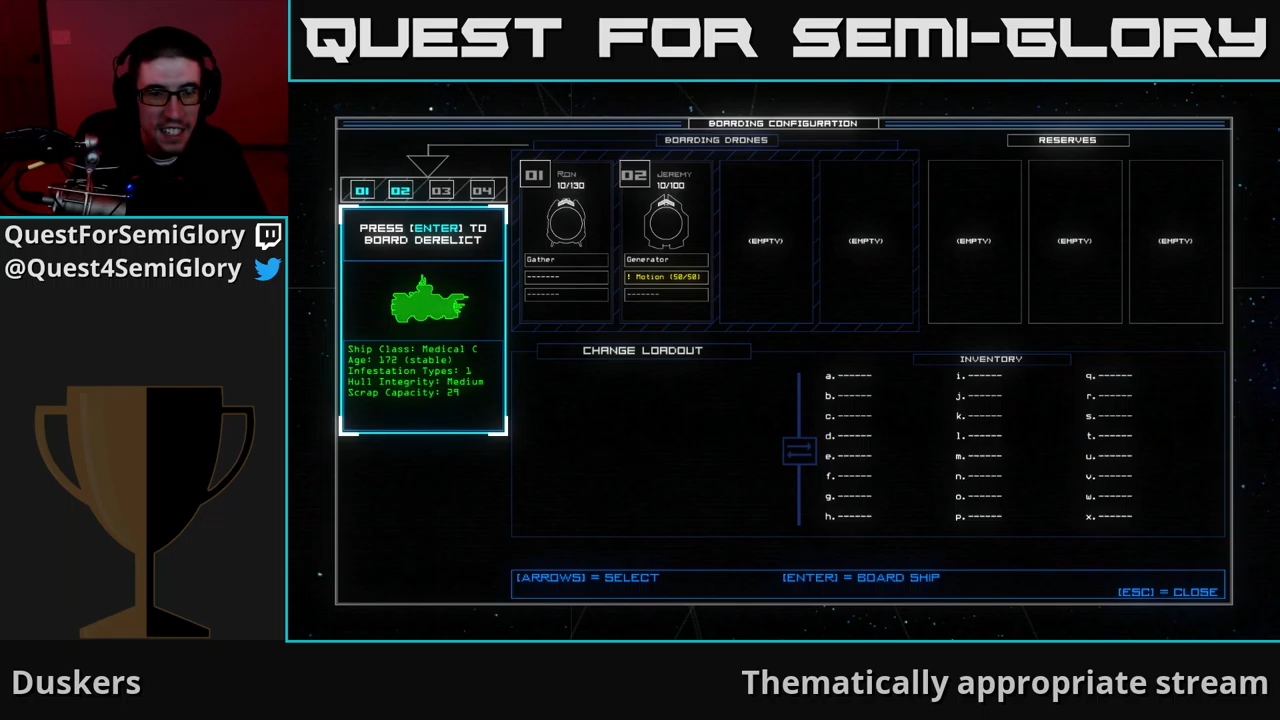 QUEST FOR SEMI-GLORY
QuestForSemiGlory
@Quest4SemiGlory
BOARDING CONFIGURATION
BOARDING DRONES
RESERVES
01 02 03 04
PRESS [ENTER] TO
BOARD DERELICT
Ship Class: Medical C
Age: 172 (stable)
Infestation Types: 1
Hull Integrity: Medium
Scrap Capacity: 29
01 RON
10/130
Gather
-------
-------
02 JEREMY
10/100
Generator
! Motion (50/50)
-------
(EMPTY)
(EMPTY)
(EMPTY)
(EMPTY)
(EMPTY)
CHANGE LOADOUT
INVENTORY
a.------ i.------ q.------
b.------ j.------ r.------
c.------ k.------ s.------
d.------ l.------ t.------
e.------ m.------ u.------
f.------ n.------ v.------
g.------ o.------ w.------
h.------ p.------ x.------
[ARROWS] = SELECT
[ENTER] = BOARD SHIP
[ESC] = CLOSE
Duskers
Thematically appropriate stream